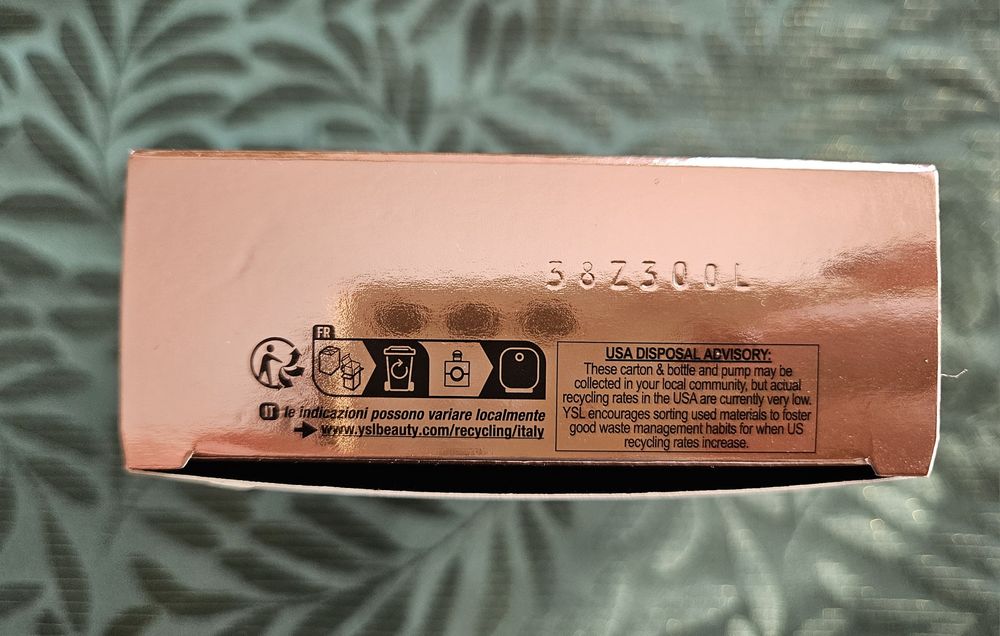 38Z300L
FR
IT le indicazioni possono variare localmente
www.yslbeauty.com/recycling/italy
USA DISPOSAL ADVISORY:
These carton & bottle and pump may be
collected in your local community, but actual
recycling rates in the USA are currently very low.
YSL encourages sorting used materials to foster
good waste management habits for when US
recycling rates increase.